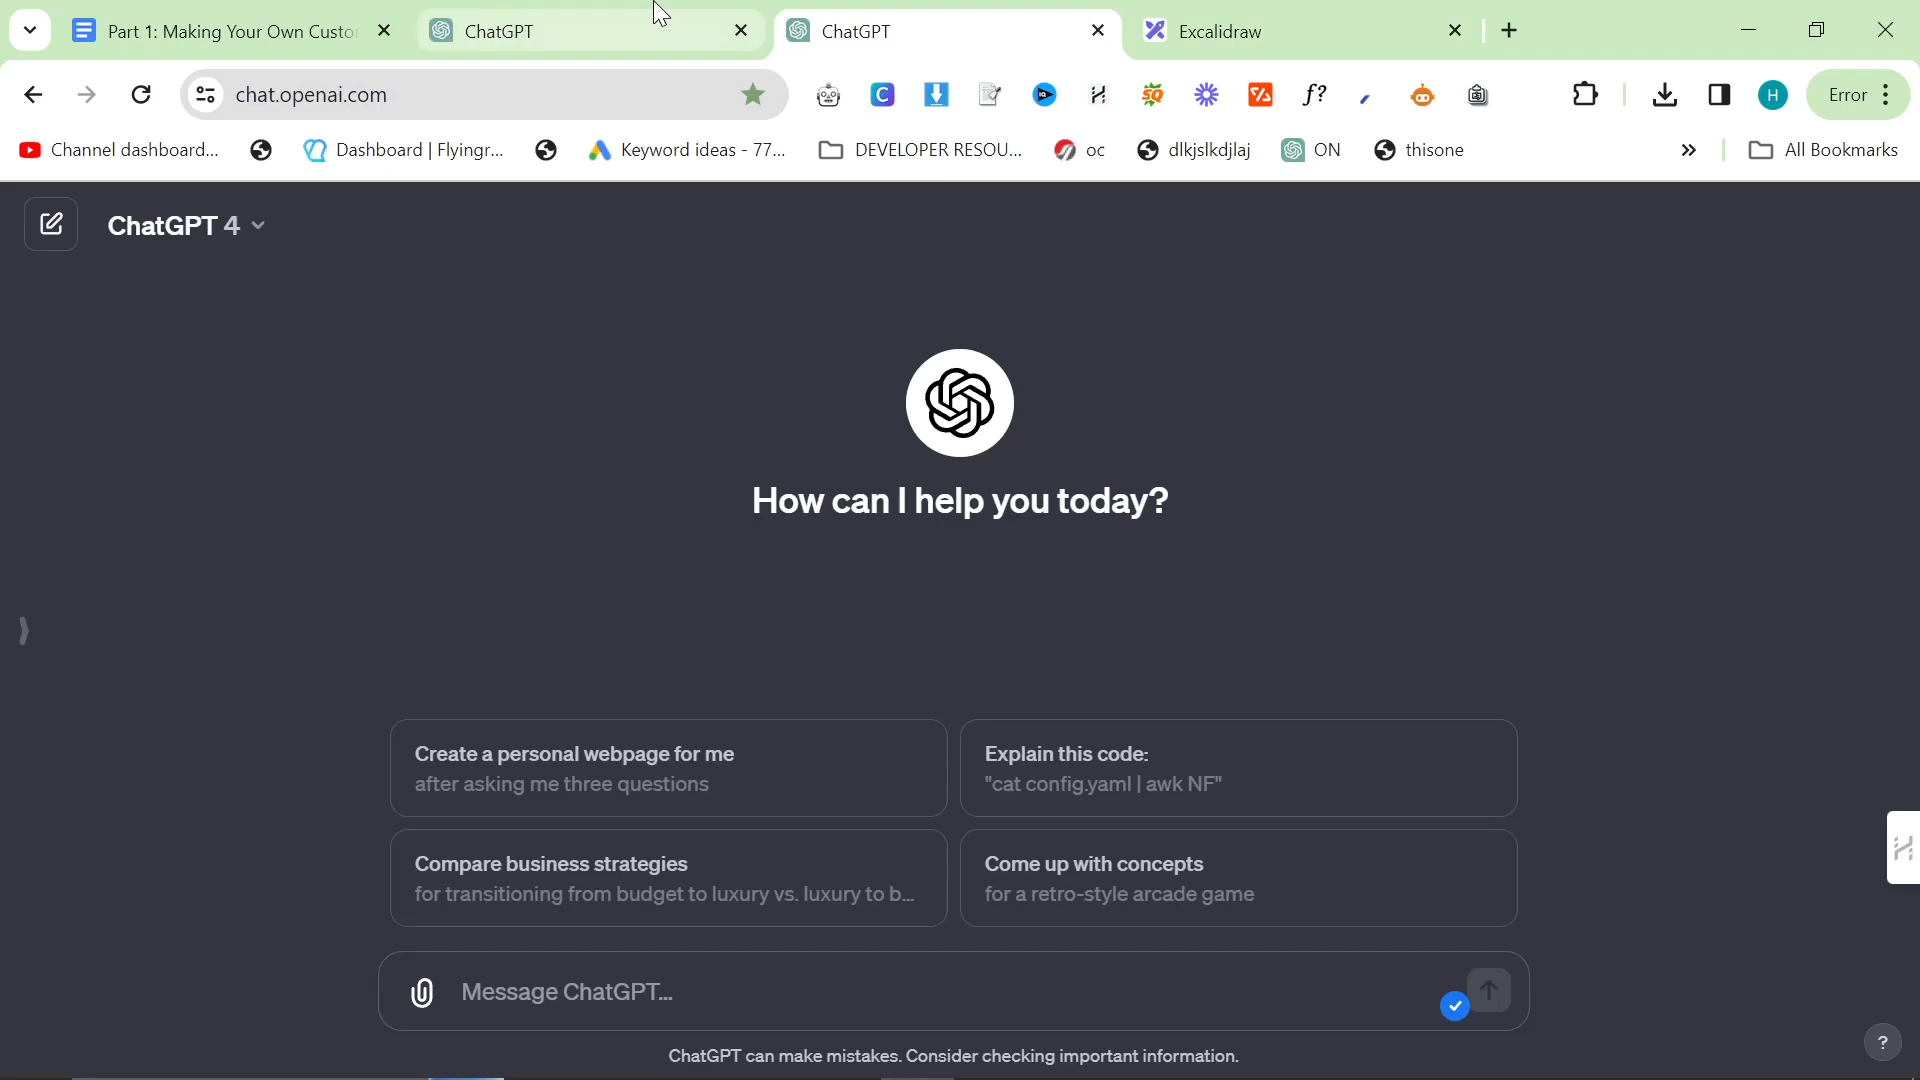 Part 1: Making Your Own Custo
ChatGPT
ChatGPT
Excalidraw
chat.openai.com
Error
Channel dashboard...
Dashboard | Flyingr...
Keyword ideas - 77...
DEVELOPER RESOU...
oc
dlkjslkdjlaj
ON
thisone
All Bookmarks
ChatGPT 4
How can I help you today?
Create a personal webpage for me
after asking me three questions
Explain this code:
"cat config.yaml | awk NF"
Compare business strategies
for transitioning from budget to luxury vs. luxury to b...
Come up with concepts
for a retro-style arcade game
Message ChatGPT...
ChatGPT can make mistakes. Consider checking important information.
?